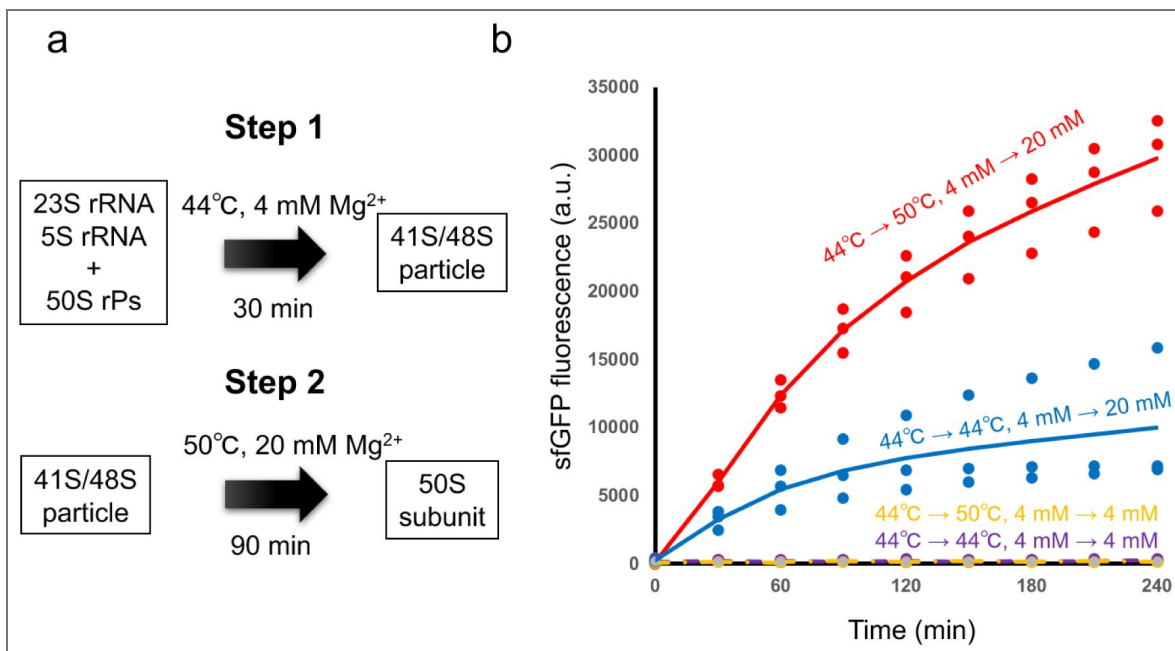 a
Step 1
23S rRNA
5S rRNA
+
50S rPs
44℃, 4 mM Mg²⁺
30 min
41S/48S
particle
Step 2
41S/48S
particle
50℃, 20 mM Mg²⁺
90 min
50S
subunit
b
sfGFP fluorescence (a.u.)
35000
30000
25000
20000
15000
10000
5000
0
44℃ → 50℃, 4 mM → 20 mM
44℃ → 44℃, 4 mM → 20 mM
44℃ → 50℃, 4 mM → 4 mM
44℃ → 44℃, 4 mM → 4 mM
0 60 120 180 240
Time (min)